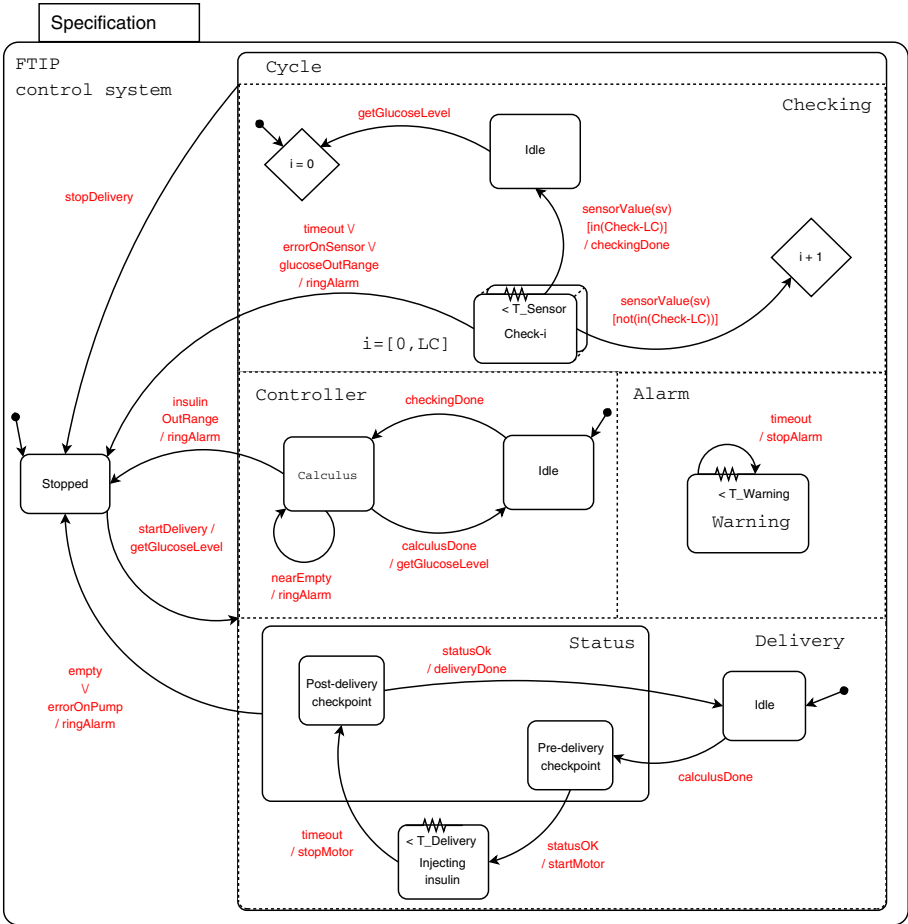 Specification
FTIP
control system
Cycle
Checking
getGlucoseLevel
Idle
i = 0
stopDelivery
sensorValue(sv)
[in(Check-LC)]
/ checkingDone
timeout \/
errorOnSensor \/
glucoseOutRange
/ ringAlarm
i + 1
< T_Sensor
Check-i
sensorValue(sv)
[not(in(Check-LC))]
i=[0,LC]
Controller
Alarm
insulin
OutRange
/ ringAlarm
checkingDone
timeout
/ stopAlarm
Stopped
Calculus
Idle
< T_Warning
Warning
startDelivery /
getGlucoseLevel
calculusDone
/ getGlucoseLevel
nearEmpty
/ ringAlarm
Status
Delivery
statusOk
/ deliveryDone
empty
\/
errorOnPump
/ ringAlarm
Post-delivery
checkpoint
Idle
Pre-delivery
checkpoint
calculusDone
timeout
/ stopMotor
< T_Delivery
Injecting
insulin
statusOK
/ startMotor